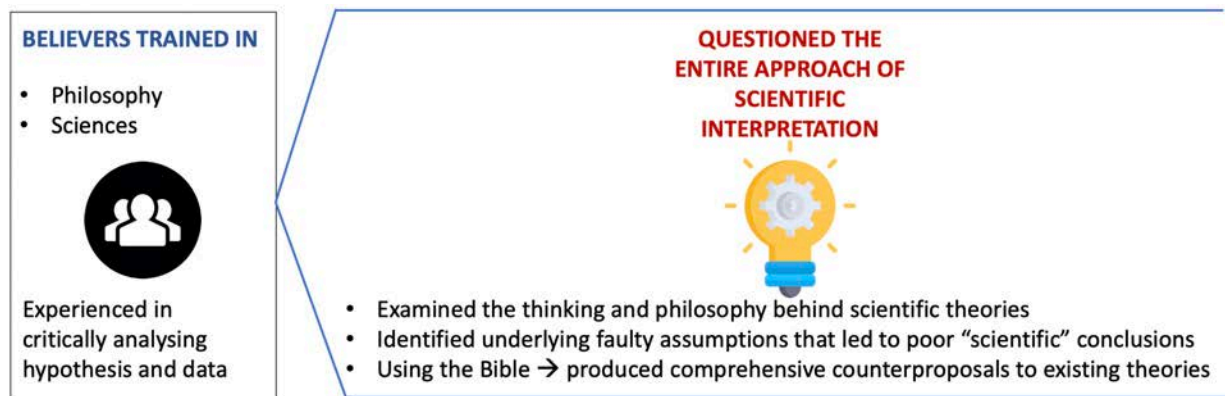 BELIEVERS TRAINED IN
• Philosophy
• Sciences
Experienced in
critically analysing
hypothesis and data
QUESTIONED THE
ENTIRE APPROACH OF
SCIENTIFIC
INTERPRETATION
• Examined the thinking and philosophy behind scientific theories
• Identified underlying faulty assumptions that led to poor “scientific” conclusions
• Using the Bible → produced comprehensive counterproposals to existing theories